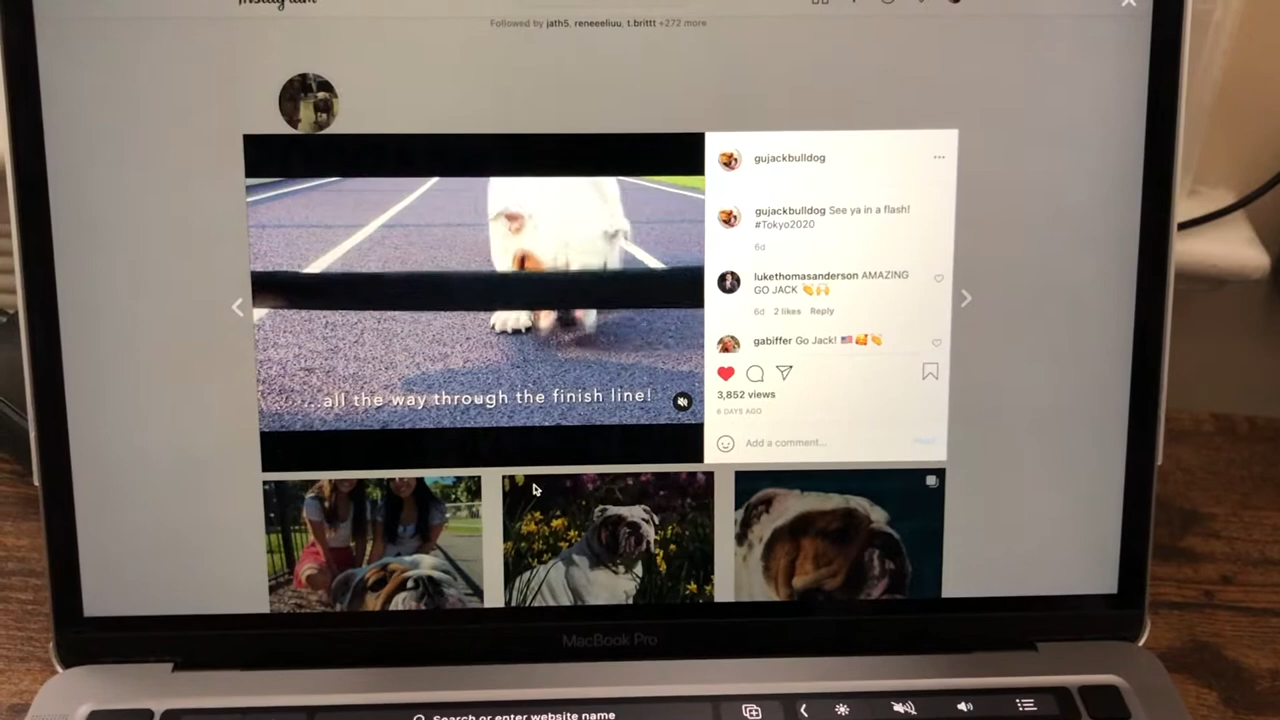 Instagram
Followed by jath5, reneeeliuu, t.brittt +272 more
gujackbulldog
gujackbulldog See ya in a flash!
#Tokyo2020
6d
lukethomasanderson AMAZING
GO JACK 👏🙌
6d 2 likes Reply
gabiffer Go Jack! 🇺🇸🥰👏
3,852 views
6 DAYS AGO
Add a comment...
Post
...all the way through the finish line!
MacBook Pro
Search or enter website name